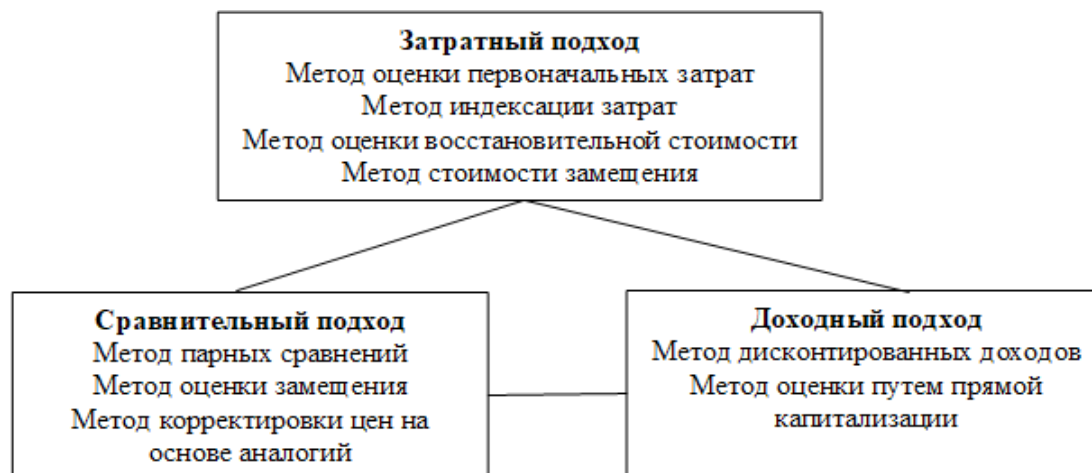 Затратный подход
Метод оценки первоначальных затрат
Метод индексации затрат
Метод оценки восстановительной стоимости
Метод стоимости замещения
Сравнительный подход
Метод парных сравнений
Метод оценки замещения
Метод корректировки цен на
основе аналогий
Доходный подход
Метод дисконтированных доходов
Метод оценки путем прямой
капитализации